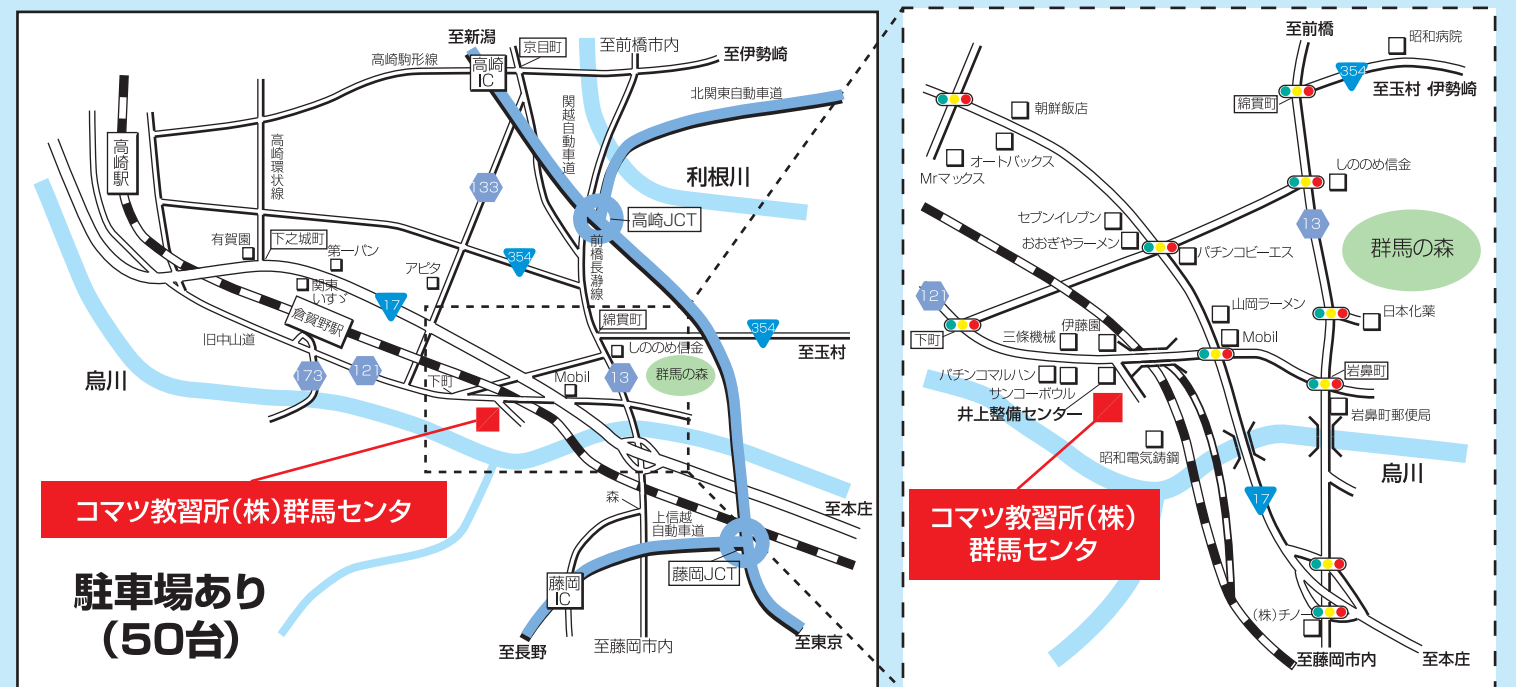 至新潟
京目町
至前橋市内
至伊勢崎
高崎駒形線
高崎
IC
関越自動車道
北関東自動車道
高崎駅
高崎環状線
133
利根川
高崎JCT
有賀園
下之城町
第一パン
アピタ
354
前橋長瀞線
関東
いすゞ
17
倉賀野駅
綿貫町
354
至玉村
旧中山道
しののめ信金
烏川
173
121
下町
Mobil
13
群馬の森
コマツ教習所(株)群馬センタ
森
上信越
自動車道
至本庄
藤岡JCT
藤岡
IC
駐車場あり
(50台)
至長野
至藤岡市内
至東京
至前橋
昭和病院
354
綿貫町
至玉村 伊勢崎
朝鮮飯店
オートバックス
Mrマックス
しののめ信金
セブンイレブン
おおぎやラーメン
パチンコビーエス
13
群馬の森
121
下町
三條機械
伊藤園
山岡ラーメン
日本化薬
Mobil
パチンコマルハン
サンコーボウル
井上整備センター
岩鼻町
岩鼻町郵便局
昭和電気鋳鋼
烏川
コマツ教習所(株)
群馬センタ
17
(株)チノー
至藤岡市内
至本庄